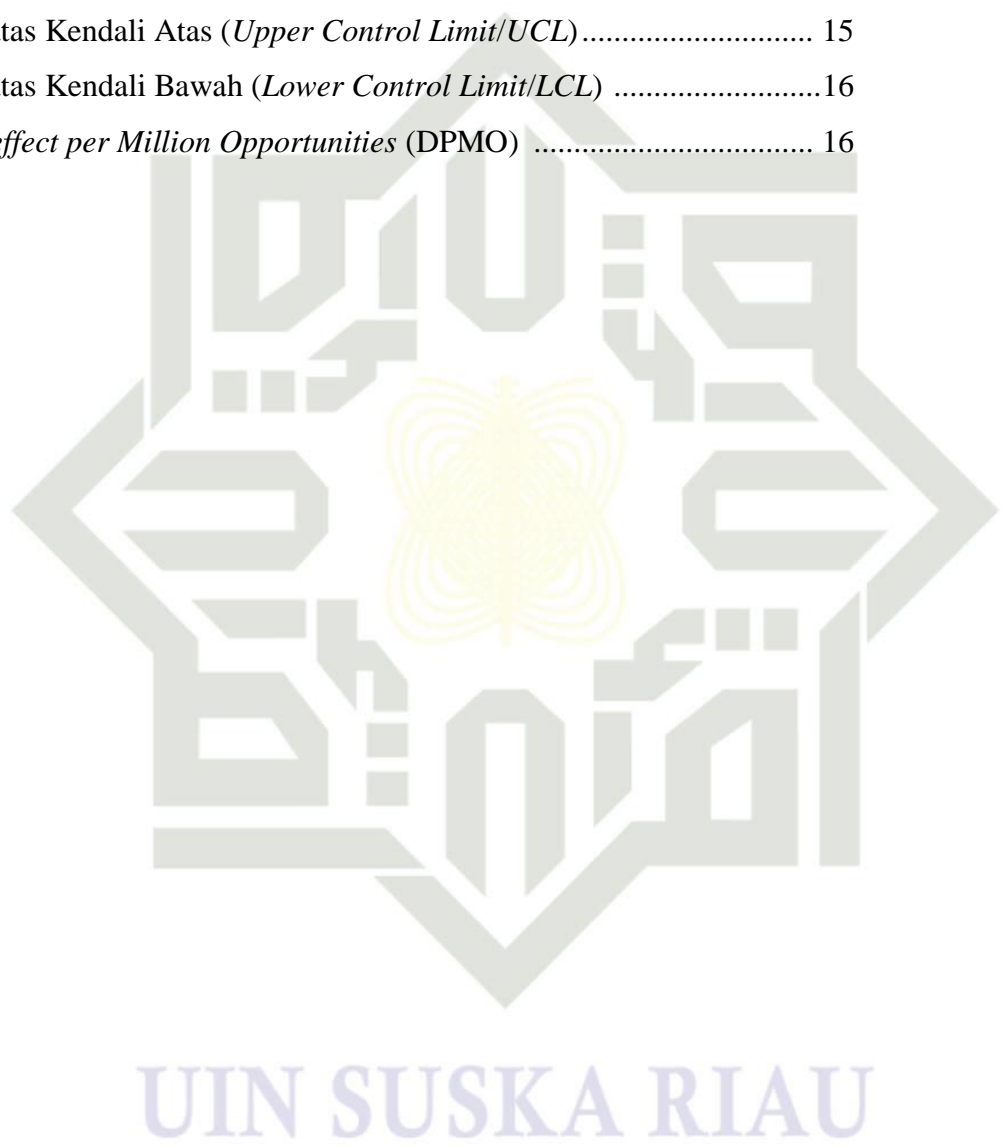 atas Kendali Atas (Upper Control Limit/UCL)............................. 15
atas Kendali Bawah (Lower Control Limit/LCL) ..........................16
effect per Million Opportunities (DPMO) ................................... 16
UIN SUSKA RIAU